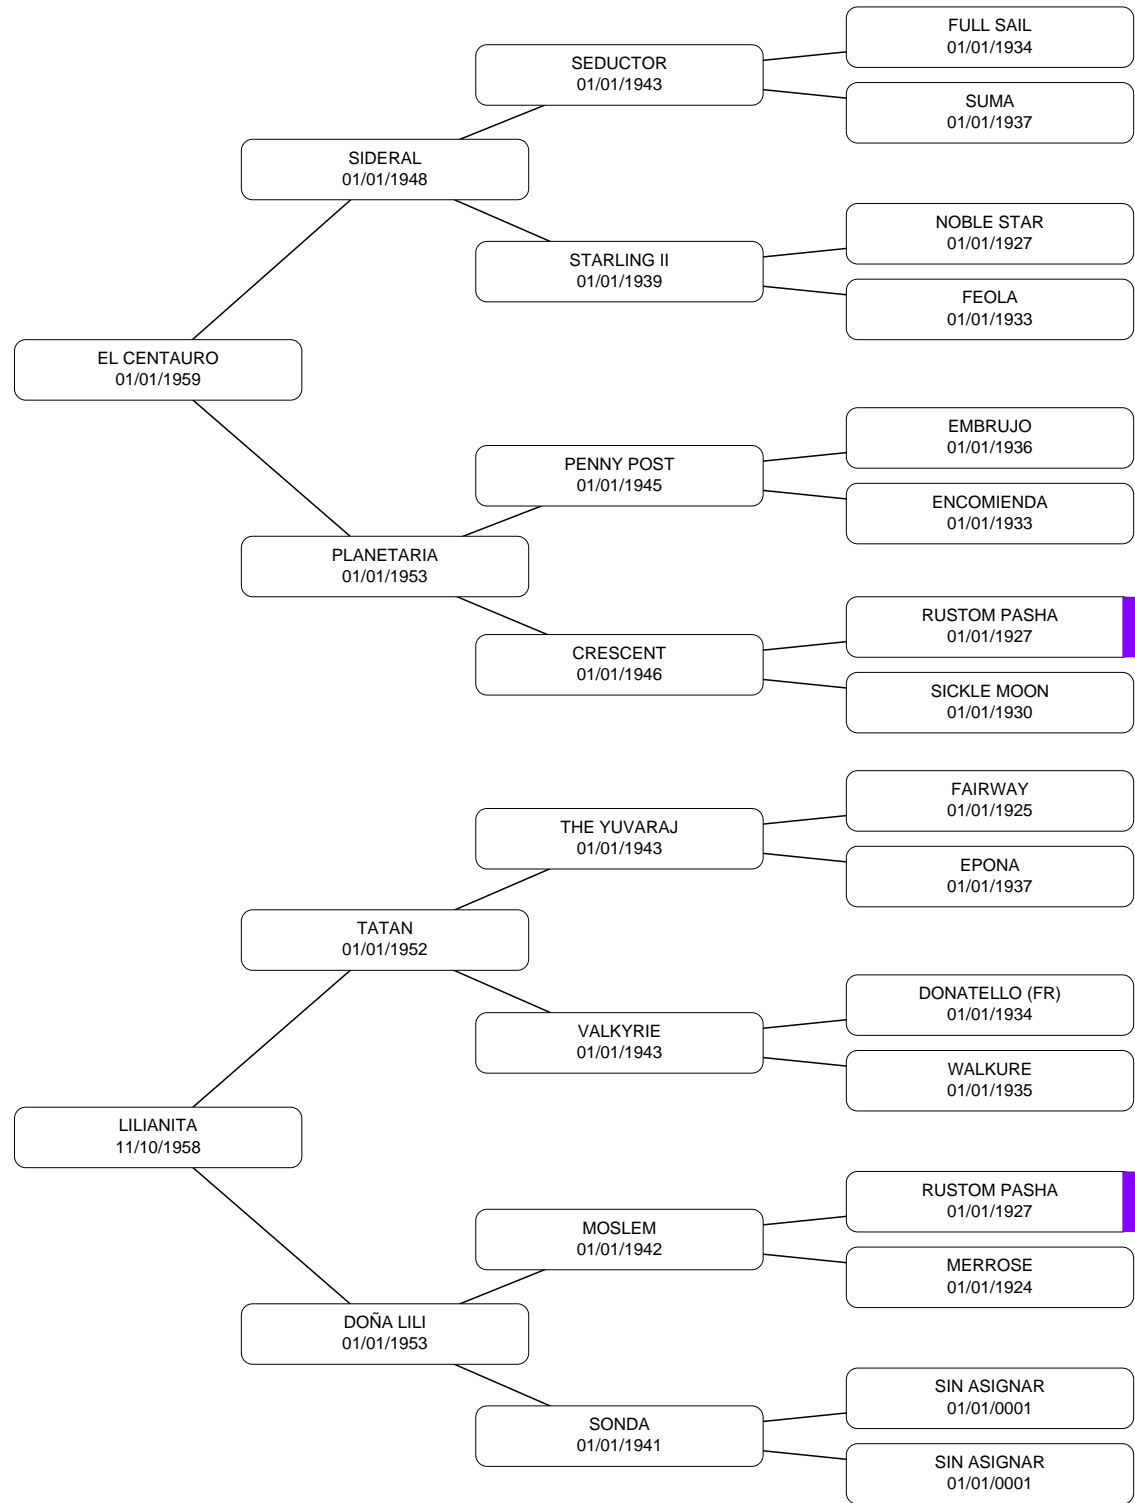 FULL SAIL
01/01/1934
SEDUCTOR
01/01/1943
SUMA
01/01/1937
SIDERAL
01/01/1948
NOBLE STAR
01/01/1927
STARLING II
01/01/1939
FEOLA
01/01/1933
EL CENTAURO
01/01/1959
EMBRUJO
01/01/1936
PENNY POST
01/01/1945
ENCOMIENDA
01/01/1933
PLANETARIA
01/01/1953
RUSTOM PASHA
01/01/1927
CRESCENT
01/01/1946
SICKLE MOON
01/01/1930
FAIRWAY
01/01/1925
THE YUVARAJ
01/01/1943
EPONA
01/01/1937
TATAN
01/01/1952
DONATELLO (FR)
01/01/1934
VALKYRIE
01/01/1943
WALKURE
01/01/1935
LILIANITA
11/10/1958
RUSTOM PASHA
01/01/1927
MOSLEM
01/01/1942
MERROSE
01/01/1924
DOÑA LILI
01/01/1953
SIN ASIGNAR
01/01/0001
SONDA
01/01/1941
SIN ASIGNAR
01/01/0001